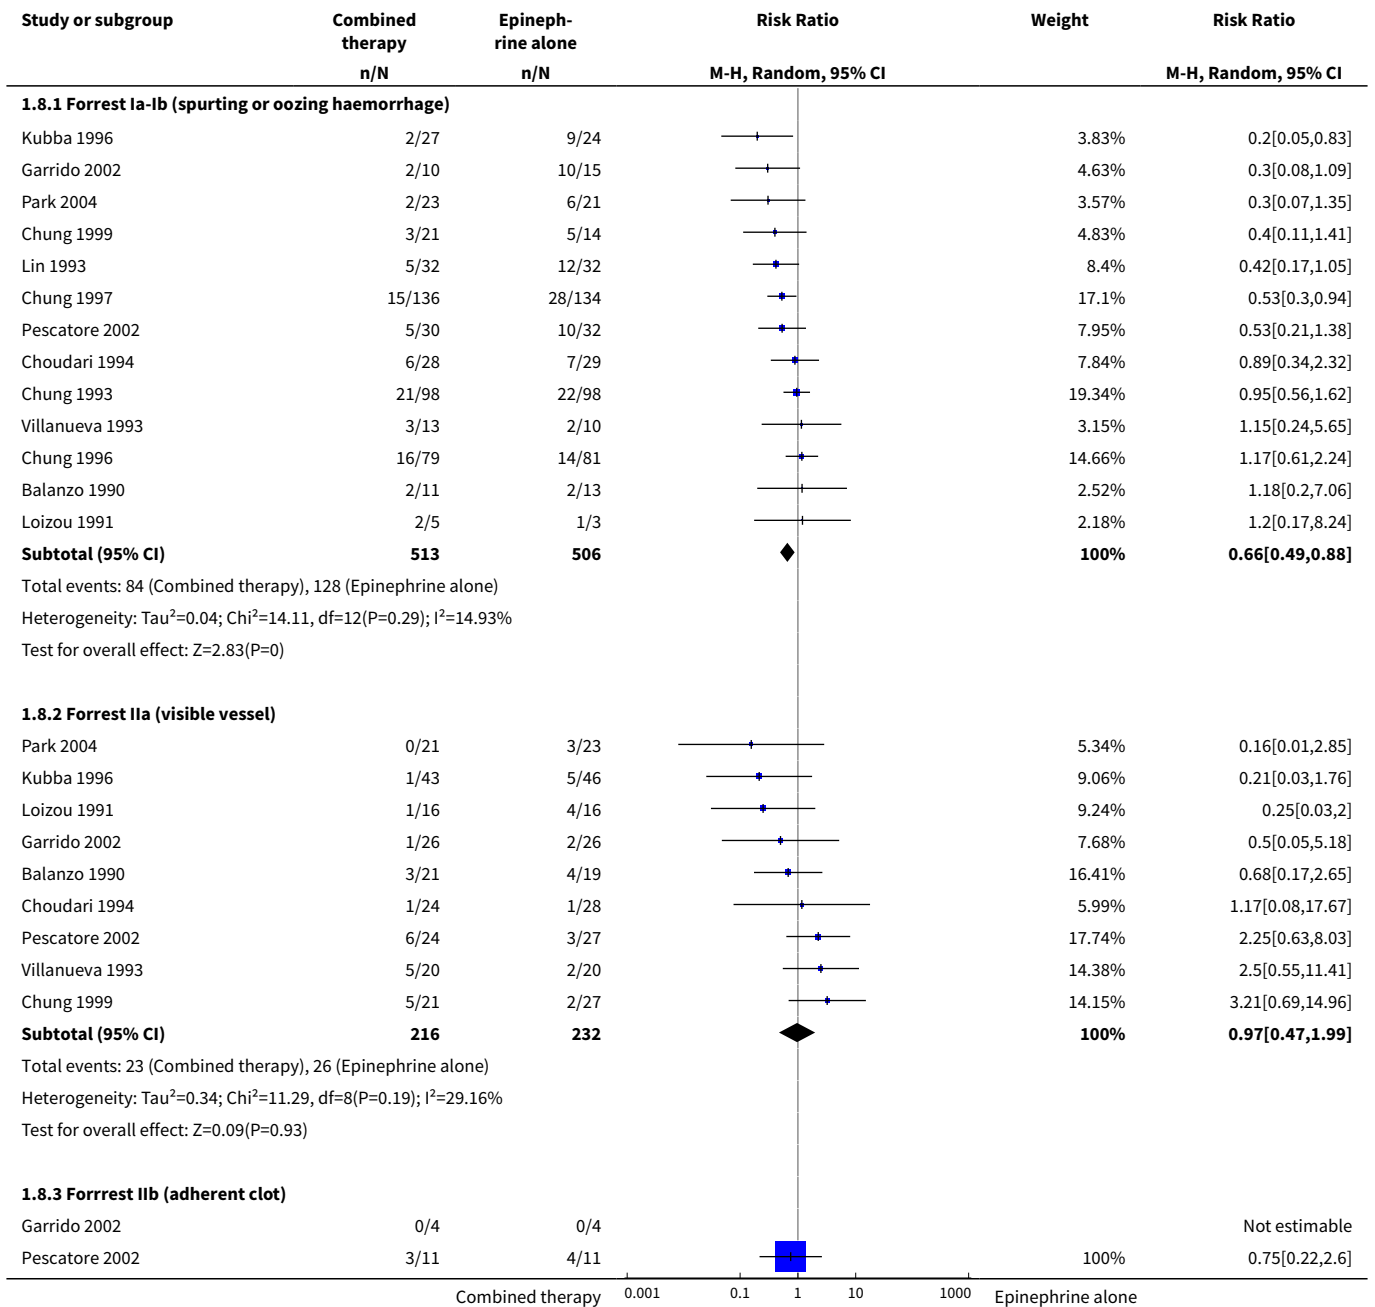 Study or subgroup Combined therapy Epineph-rine alone Risk Ratio Weight Risk Ratio
n/N n/N M-H, Random, 95% CI M-H, Random, 95% CI
1.8.1 Forrest Ia-Ib (spurting or oozing haemorrhage)
Kubba 1996 2/27 9/24 3.83% 0.2[0.05,0.83]
Garrido 2002 2/10 10/15 4.63% 0.3[0.08,1.09]
Park 2004 2/23 6/21 3.57% 0.3[0.07,1.35]
Chung 1999 3/21 5/14 4.83% 0.4[0.11,1.41]
Lin 1993 5/32 12/32 8.4% 0.42[0.17,1.05]
Chung 1997 15/136 28/134 17.1% 0.53[0.3,0.94]
Pescatore 2002 5/30 10/32 7.95% 0.53[0.21,1.38]
Choudari 1994 6/28 7/29 7.84% 0.89[0.34,2.32]
Chung 1993 21/98 22/98 19.34% 0.95[0.56,1.62]
Villanueva 1993 3/13 2/10 3.15% 1.15[0.24,5.65]
Chung 1996 16/79 14/81 14.66% 1.17[0.61,2.24]
Balanzo 1990 2/11 2/13 2.52% 1.18[0.2,7.06]
Loizou 1991 2/5 1/3 2.18% 1.2[0.17,8.24]
Subtotal (95% CI) 513 506 100% 0.66[0.49,0.88]
Total events: 84 (Combined therapy), 128 (Epinephrine alone)
Heterogeneity: Tau²=0.04; Chi²=14.11, df=12(P=0.29); I²=14.93%
Test for overall effect: Z=2.83(P=0)
1.8.2 Forrest IIa (visible vessel)
Park 2004 0/21 3/23 5.34% 0.16[0.01,2.85]
Kubba 1996 1/43 5/46 9.06% 0.21[0.03,1.76]
Loizou 1991 1/16 4/16 9.24% 0.25[0.03,2]
Garrido 2002 1/26 2/26 7.68% 0.5[0.05,5.18]
Balanzo 1990 3/21 4/19 16.41% 0.68[0.17,2.65]
Choudari 1994 1/24 1/28 5.99% 1.17[0.08,17.67]
Pescatore 2002 6/24 3/27 17.74% 2.25[0.63,8.03]
Villanueva 1993 5/20 2/20 14.38% 2.5[0.55,11.41]
Chung 1999 5/21 2/27 14.15% 3.21[0.69,14.96]
Subtotal (95% CI) 216 232 100% 0.97[0.47,1.99]
Total events: 23 (Combined therapy), 26 (Epinephrine alone)
Heterogeneity: Tau²=0.34; Chi²=11.29, df=8(P=0.19); I²=29.16%
Test for overall effect: Z=0.09(P=0.93)
1.8.3 Forrrest IIb (adherent clot)
Garrido 2002 0/4 0/4 Not estimable
Pescatore 2002 3/11 4/11 100% 0.75[0.22,2.6]
Combined therapy 0.001 0.1 1 10 1000 Epinephrine alone